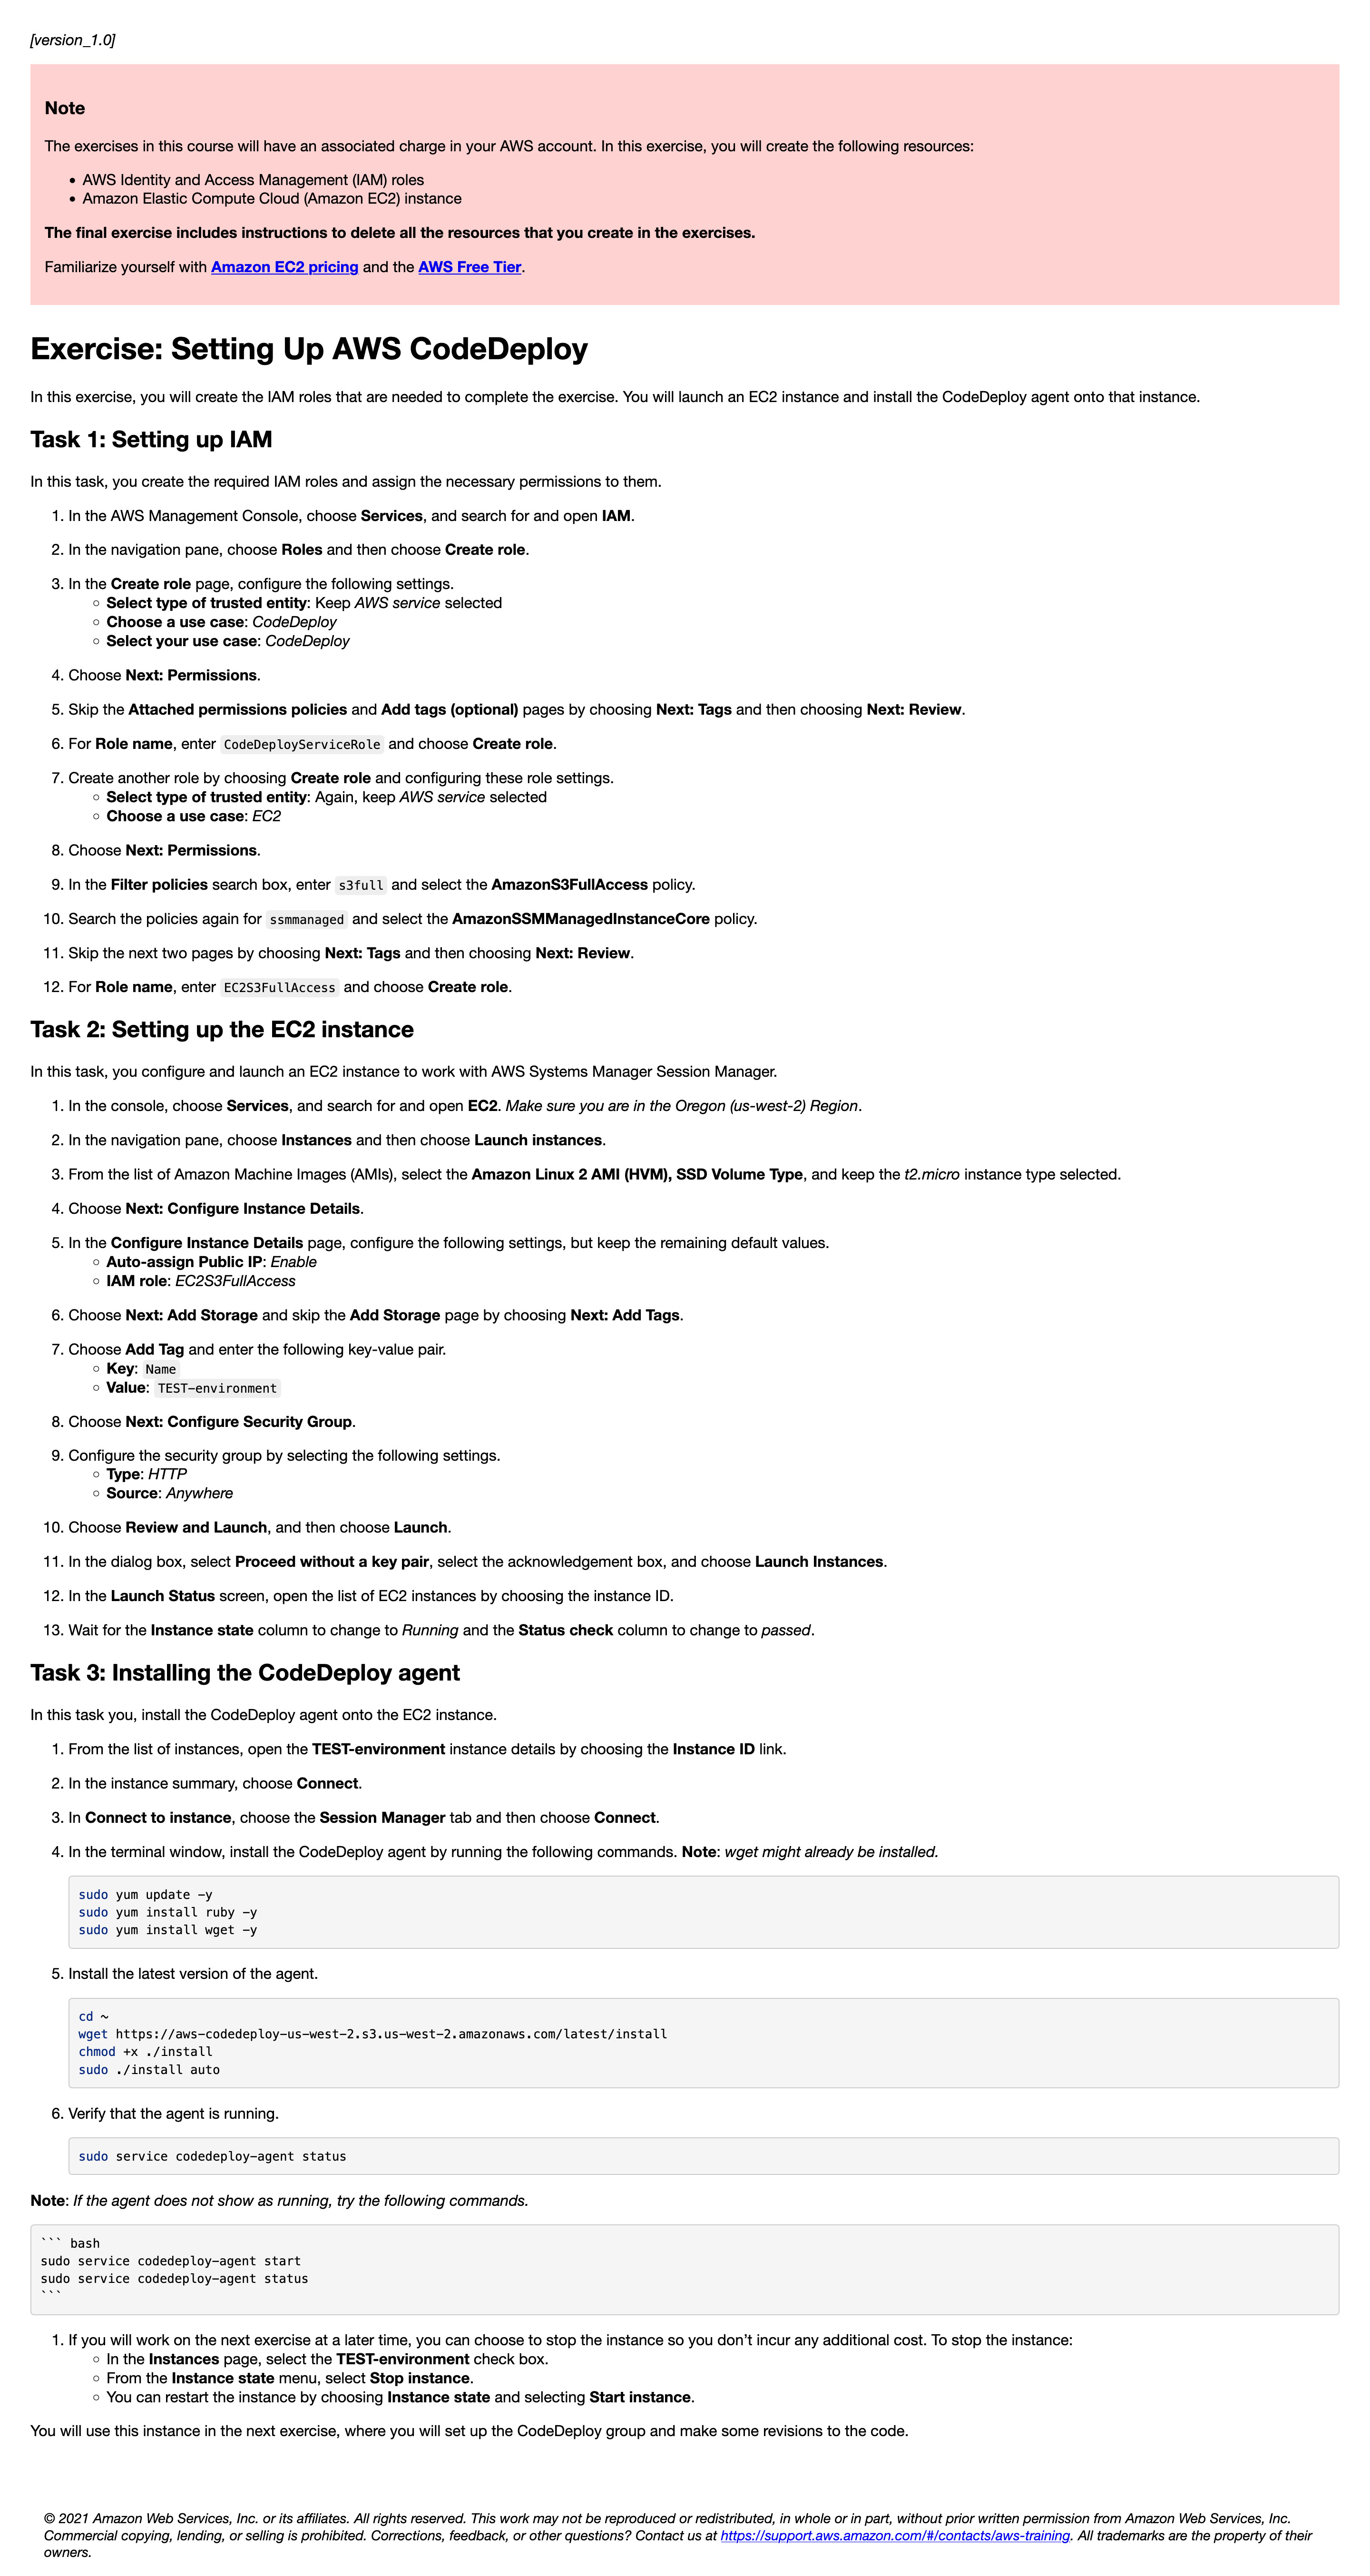 [version_1.0]
Note
The exercises in this course will have an associated charge in your AWS account. In this exercise, you will create the following resources:
• AWS Identity and Access Management (IAM) roles
• Amazon Elastic Compute Cloud (Amazon EC2) instance
The final exercise includes instructions to delete all the resources that you create in the exercises.
Familiarize yourself with Amazon EC2 pricing and the AWS Free Tier.
Exercise: Setting Up AWS CodeDeploy
In this exercise, you will create the IAM roles that are needed to complete the exercise. You will launch an EC2 instance and install the CodeDeploy agent onto that instance.
Task 1: Setting up IAM
In this task, you create the required IAM roles and assign the necessary permissions to them.
1. In the AWS Management Console, choose Services, and search for and open IAM.
2. In the navigation pane, choose Roles and then choose Create role.
3. In the Create role page, configure the following settings.
◦ Select type of trusted entity: Keep AWS service selected
◦ Choose a use case: CodeDeploy
◦ Select your use case: CodeDeploy
4. Choose Next: Permissions.
5. Skip the Attached permissions policies and Add tags (optional) pages by choosing Next: Tags and then choosing Next: Review.
6. For Role name, enter CodeDeployServiceRole and choose Create role.
7. Create another role by choosing Create role and configuring these role settings.
◦ Select type of trusted entity: Again, keep AWS service selected
◦ Choose a use case: EC2
8. Choose Next: Permissions.
9. In the Filter policies search box, enter s3full and select the AmazonS3FullAccess policy.
10. Search the policies again for ssmmanaged and select the AmazonSSMManagedInstanceCore policy.
11. Skip the next two pages by choosing Next: Tags and then choosing Next: Review.
12. For Role name, enter EC2S3FullAccess and choose Create role.
Task 2: Setting up the EC2 instance
In this task, you configure and launch an EC2 instance to work with AWS Systems Manager Session Manager.
1. In the console, choose Services, and search for and open EC2. Make sure you are in the Oregon (us-west-2) Region.
2. In the navigation pane, choose Instances and then choose Launch instances.
3. From the list of Amazon Machine Images (AMIs), select the Amazon Linux 2 AMI (HVM), SSD Volume Type, and keep the t2.micro instance type selected.
4. Choose Next: Configure Instance Details.
5. In the Configure Instance Details page, configure the following settings, but keep the remaining default values.
◦ Auto-assign Public IP: Enable
◦ IAM role: EC2S3FullAccess
6. Choose Next: Add Storage and skip the Add Storage page by choosing Next: Add Tags.
7. Choose Add Tag and enter the following key-value pair.
◦ Key: Name
◦ Value: TEST-environment
8. Choose Next: Configure Security Group.
9. Configure the security group by selecting the following settings.
◦ Type: HTTP
◦ Source: Anywhere
10. Choose Review and Launch, and then choose Launch.
11. In the dialog box, select Proceed without a key pair, select the acknowledgement box, and choose Launch Instances.
12. In the Launch Status screen, open the list of EC2 instances by choosing the instance ID.
13. Wait for the Instance state column to change to Running and the Status check column to change to passed.
Task 3: Installing the CodeDeploy agent
In this task you, install the CodeDeploy agent onto the EC2 instance.
1. From the list of instances, open the TEST-environment instance details by choosing the Instance ID link.
2. In the instance summary, choose Connect.
3. In Connect to instance, choose the Session Manager tab and then choose Connect.
4. In the terminal window, install the CodeDeploy agent by running the following commands. Note: wget might already be installed.
sudo yum update -y
sudo yum install ruby -y
sudo yum install wget -y
5. Install the latest version of the agent.
cd ~
wget https://aws-codedeploy-us-west-2.s3.us-west-2.amazonaws.com/latest/install
chmod +x ./install
sudo ./install auto
6. Verify that the agent is running.
sudo service codedeploy-agent status
Note: If the agent does not show as running, try the following commands.
``` bash
sudo service codedeploy-agent start
sudo service codedeploy-agent status
```
1. If you will work on the next exercise at a later time, you can choose to stop the instance so you don’t incur any additional cost. To stop the instance:
◦ In the Instances page, select the TEST-environment check box.
◦ From the Instance state menu, select Stop instance.
◦ You can restart the instance by choosing Instance state and selecting Start instance.
You will use this instance in the next exercise, where you will set up the CodeDeploy group and make some revisions to the code.
© 2021 Amazon Web Services, Inc. or its affiliates. All rights reserved. This work may not be reproduced or redistributed, in whole or in part, without prior written permission from Amazon Web Services, Inc.
Commercial copying, lending, or selling is prohibited. Corrections, feedback, or other questions? Contact us at https://support.aws.amazon.com/#/contacts/aws-training. All trademarks are the property of their
owners.